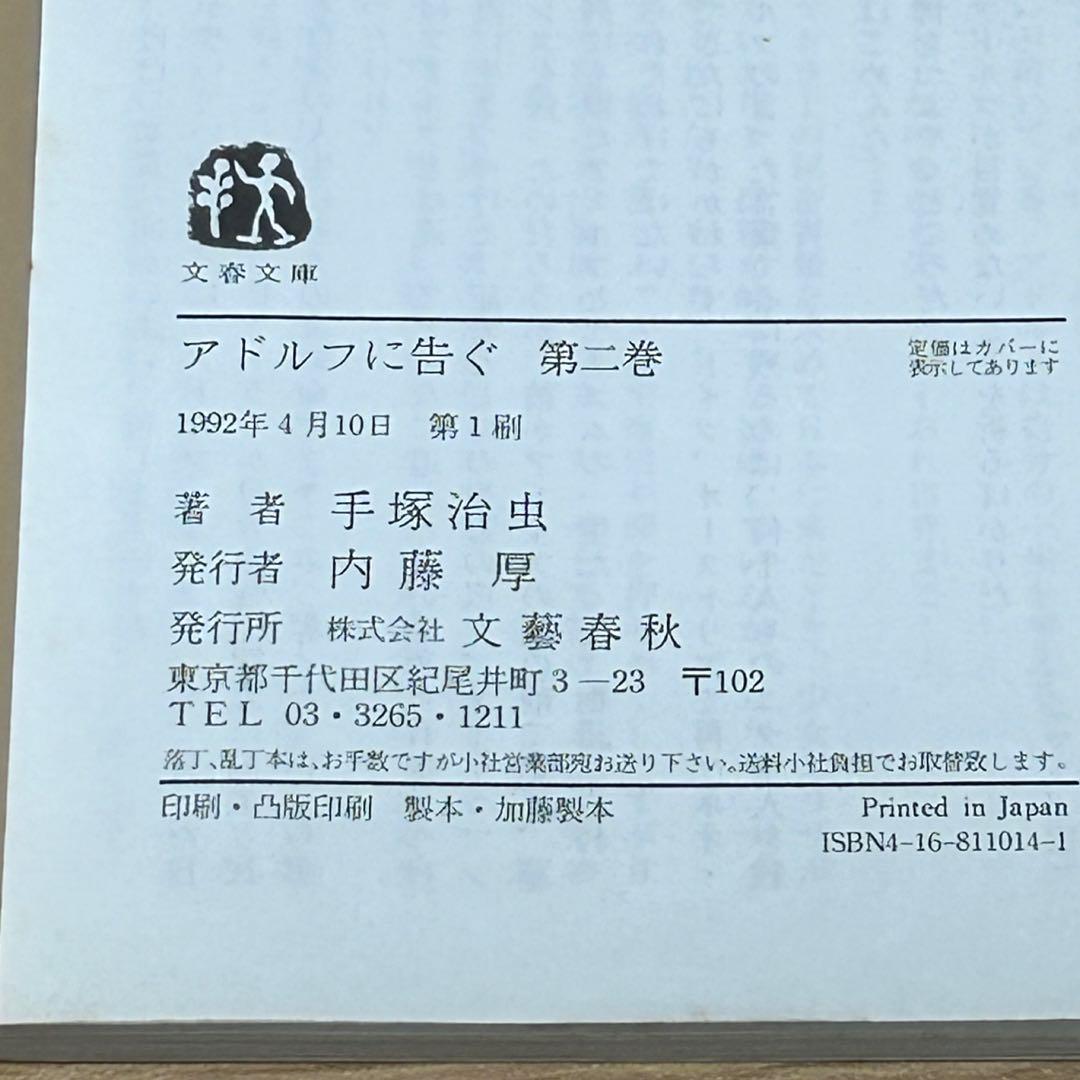 文春文庫
アドルフに告ぐ 第二巻
定価はカバーに
表示してあります
1992年4月10日 第1刷
著者 手塚治虫
発行者 内藤厚
発行所 株式会社 文藝春秋
東京都千代田区紀尾井町3—23 〒102
TEL 03・3265・1211
落丁、乱丁本は、お手数ですが小社営業部宛お送り下さい。送料小社負担でお取替致します。
印刷・凸版印刷 製本・加藤製本
Printed in Japan
ISBN4-16-811014-1